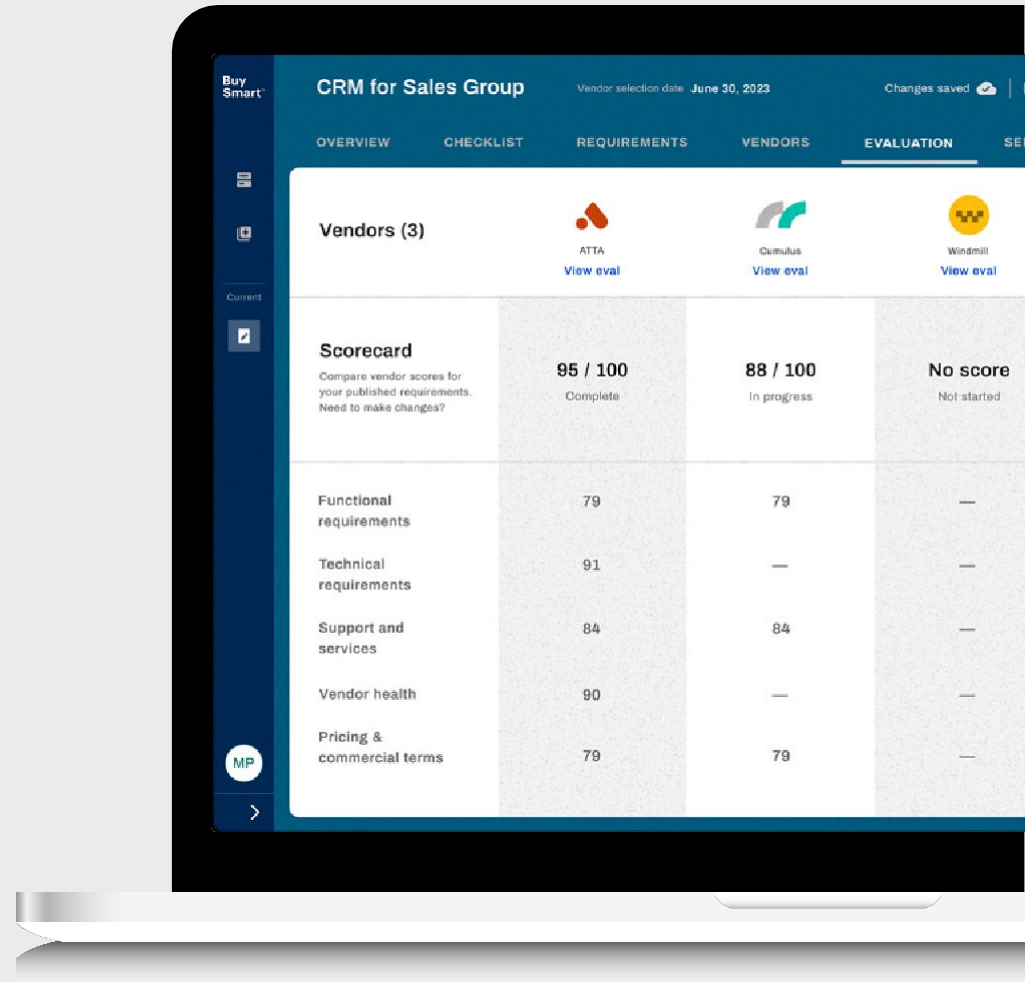 Buy
Smart™
CRM for Sales Group
Vendor selection date June 30, 2023
Changes saved
OVERVIEW
CHECKLIST
REQUIREMENTS
VENDORS
EVALUATION
Vendors (3)
ATTA
View eval
Cumulus
View eval
Windmill
View eval
Current
Scorecard
Compare vendor scores for
your published requirements.
Need to make changes?
95 / 100
Complete
88 / 100
In progress
No score
Not started
Functional
requirements
79
79
—
Technical
requirements
91
—
—
Support and
services
84
84
—
Vendor health
90
—
—
Pricing &
commercial terms
79
79
—
MP